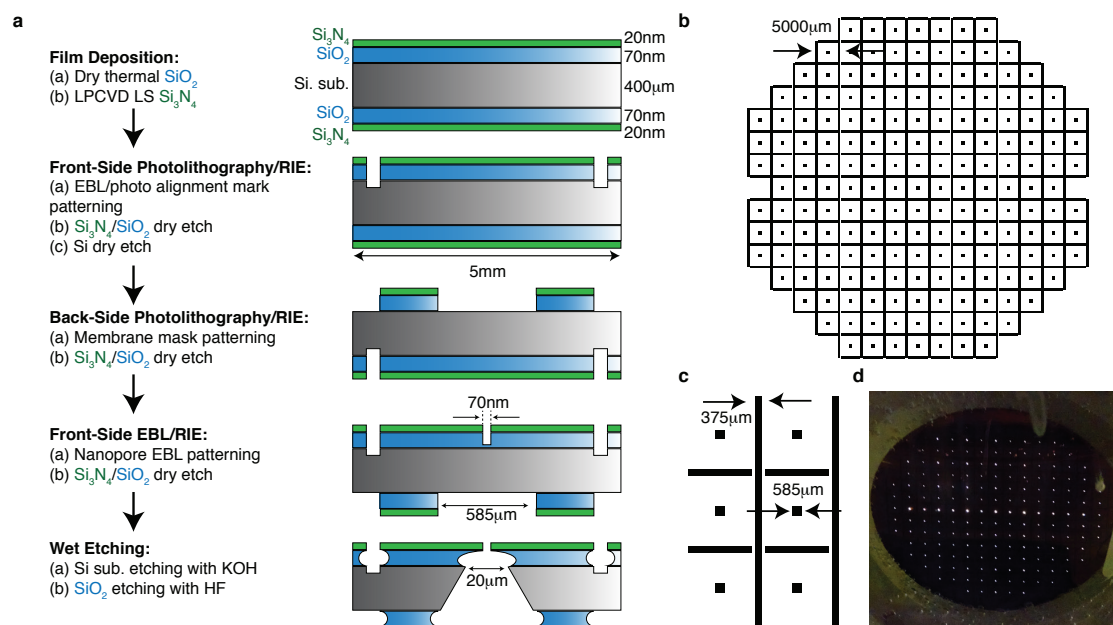 a
Film Deposition:
(a) Dry thermal SiO₂
(b) LPCVD LS Si₃N₄
Front-Side Photolithography/RIE:
(a) EBL/photo alignment mark
patterning
(b) Si₃N₄/SiO₂ dry etch
(c) Si dry etch
Back-Side Photolithography/RIE:
(a) Membrane mask patterning
(b) Si₃N₄/SiO₂ dry etch
Front-Side EBL/RIE:
(a) Nanopore EBL patterning
(b) Si₃N₄/SiO₂ dry etch
Wet Etching:
(a) Si sub. etching with KOH
(b) SiO₂ etching with HF
Si₃N₄
SiO₂
Si. sub.
SiO₂
Si₃N₄
20nm
70nm
400μm
70nm
20nm
5mm
70nm
585μm
20μm
b
5000μm
c
375μm
585μm
d